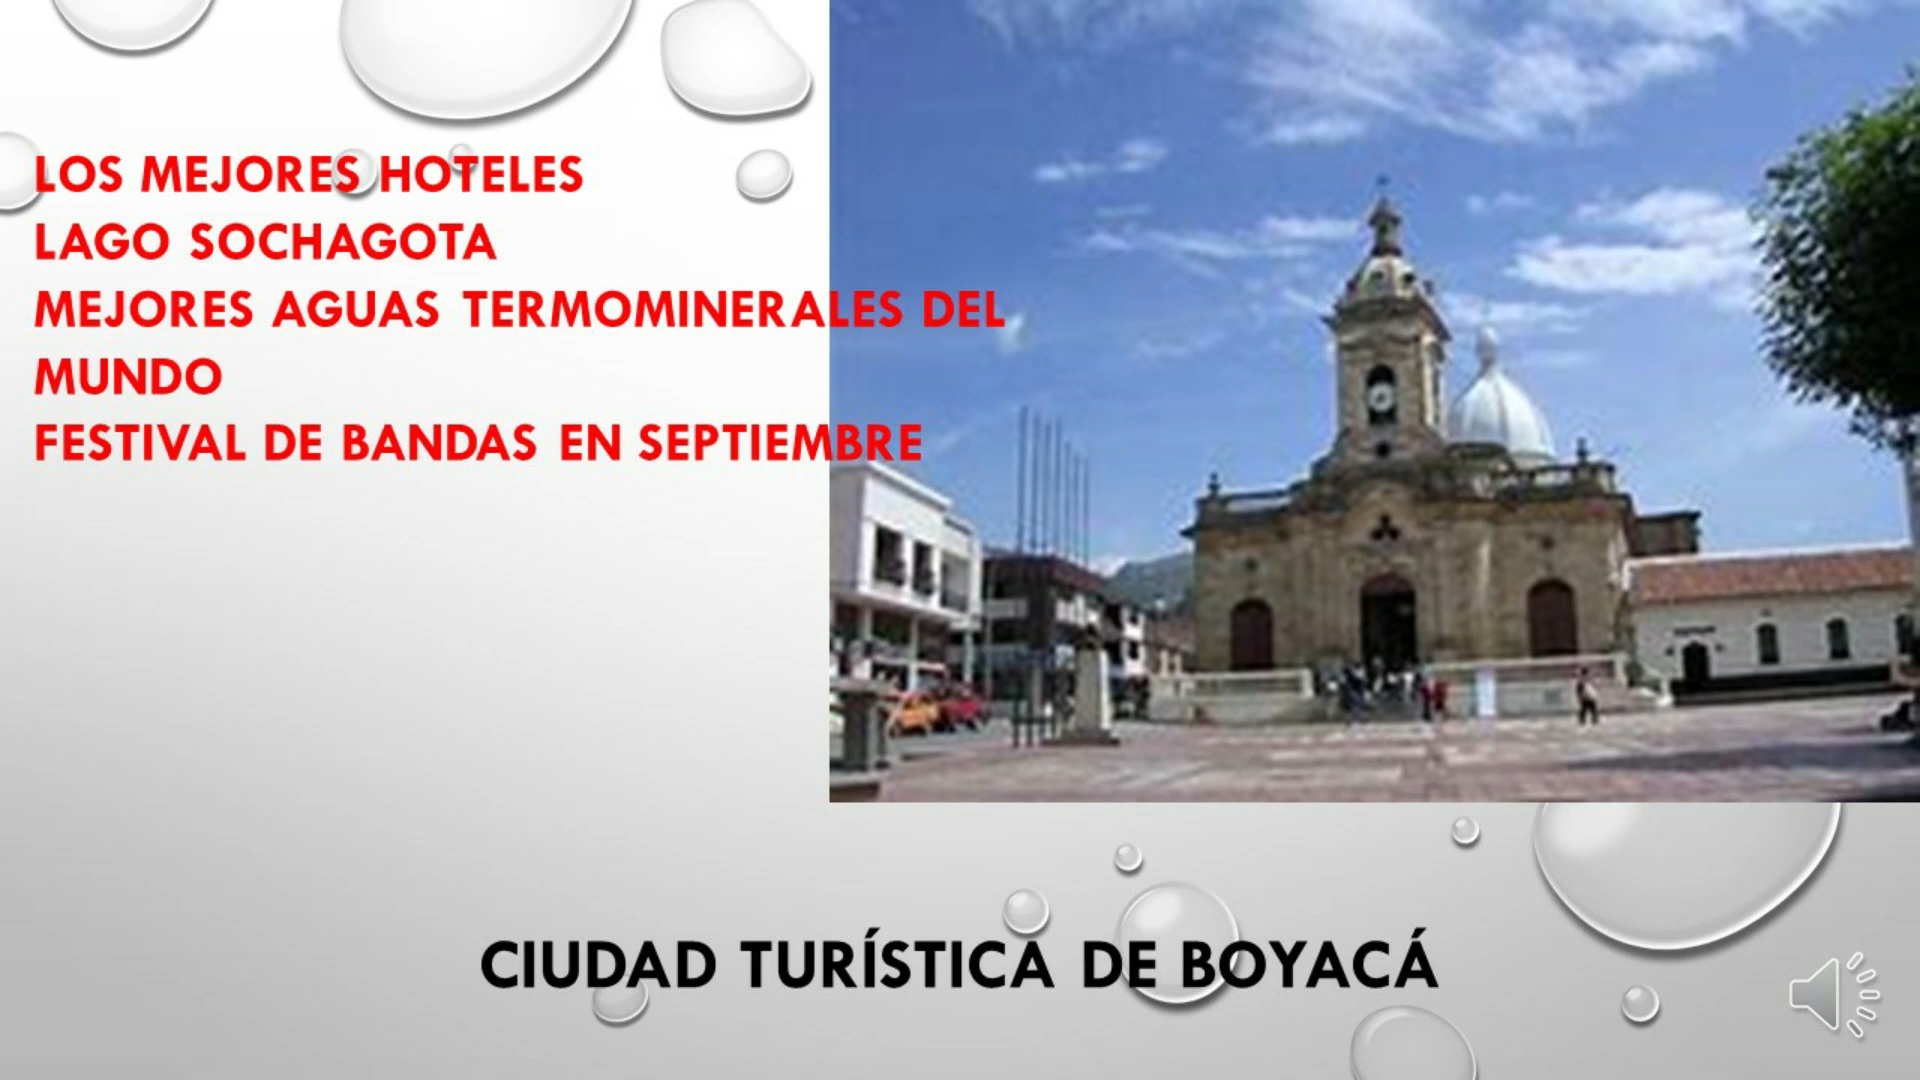 LOS MEJORES HOTELES
LAGO SOCHAGOTA
MEJORES AGUAS TERMOMINERALES DEL
MUNDO
FESTIVAL DE BANDAS EN SEPTIEMBRE
CIUDAD TURÍSTICA DE BOYACÁ